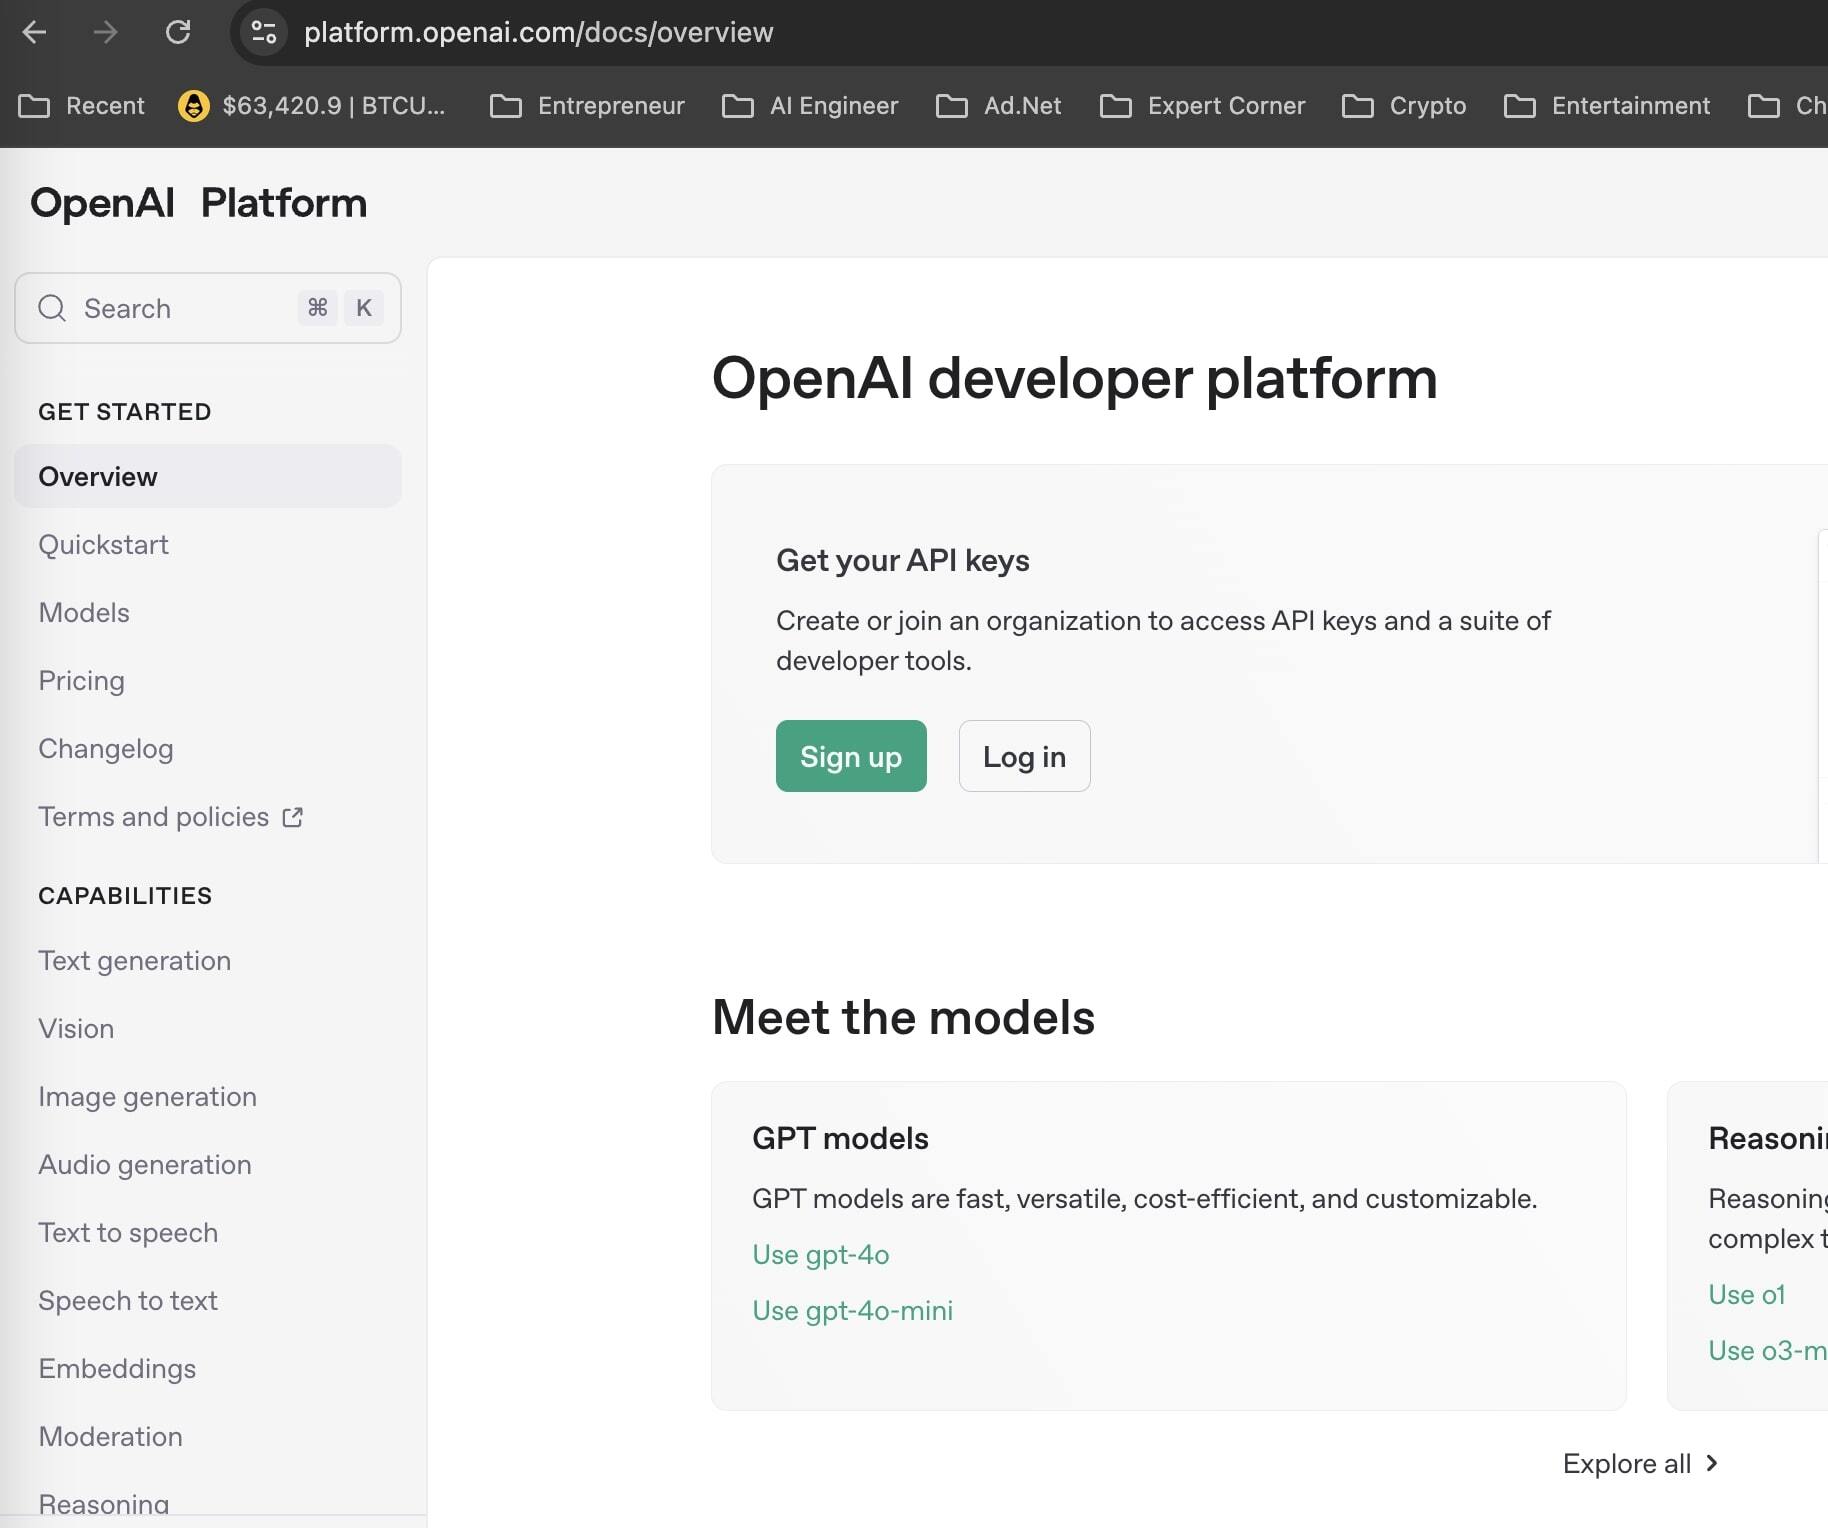 platform.openai.com/docs/overview
Recent
$63,420.9 | BTCU...
Entrepreneur
AI Engineer
Ad.Net
Expert Corner
Crypto
Entertainment
Ch
OpenAI Platform
Search ⌘ K
GET STARTED
Overview
Quickstart
Models
Pricing
Changelog
Terms and policies
CAPABILITIES
Text generation
Vision
Image generation
Audio generation
Text to speech
Speech to text
Embeddings
Moderation
Reasoning
OpenAI developer platform
Get your API keys
Create or join an organization to access API keys and a suite of
developer tools.
Sign up
Log in
Meet the models
GPT models
GPT models are fast, versatile, cost-efficient, and customizable.
Use gpt-4o
Use gpt-4o-mini
Reasoni
Reasoning
complex t
Use o1
Use o3-m
Explore all